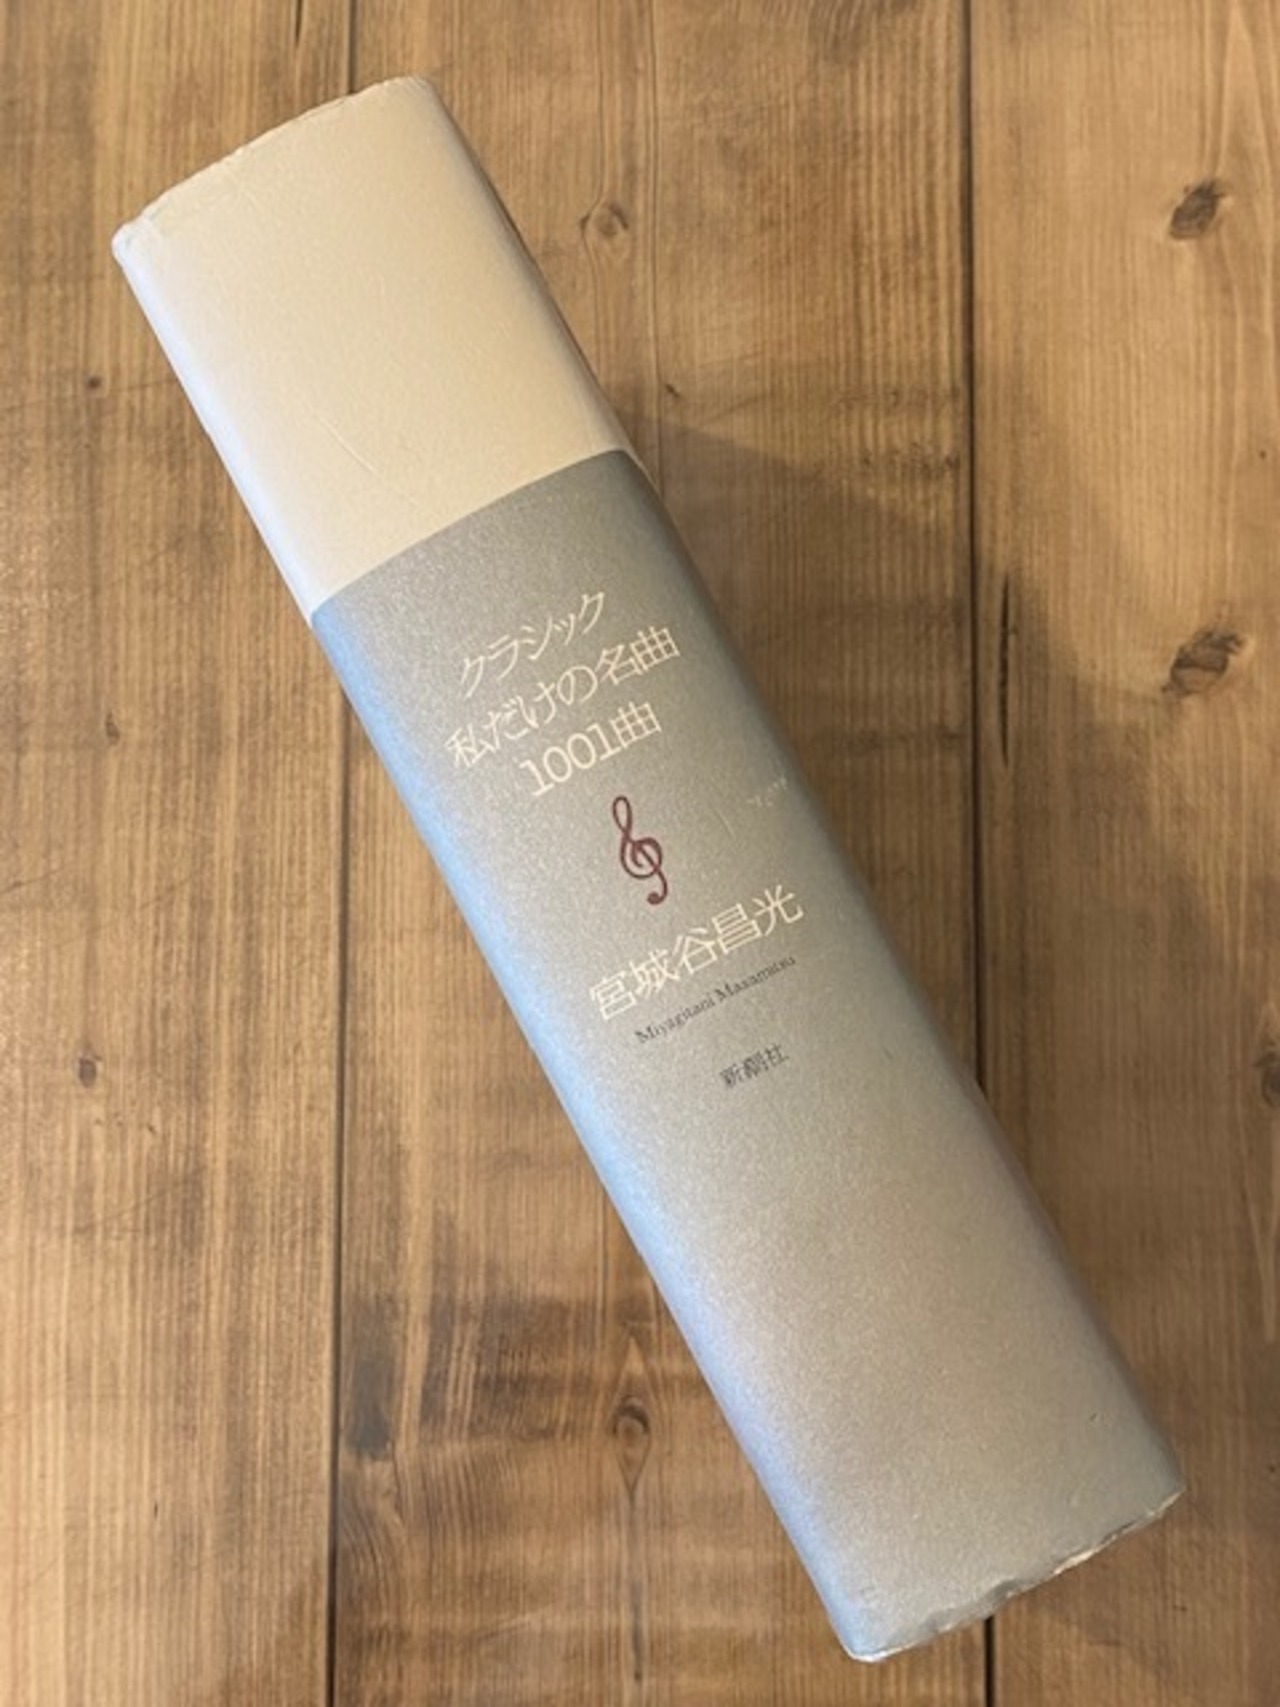 クラシック
私だけの名曲
1001曲
宮城谷昌光
Miyagitani Masamitsu
新潮社